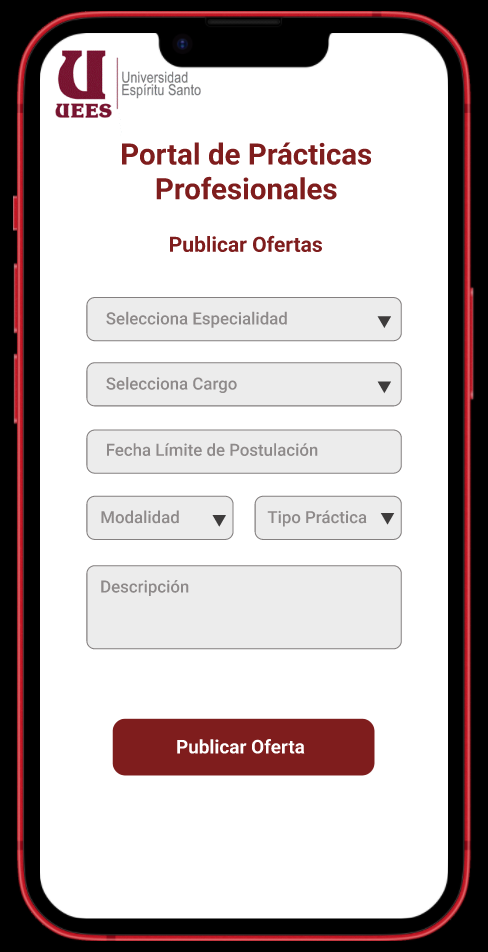 UEES
Universidad
Espíritu Santo
Portal de Prácticas
Profesionales
Publicar Ofertas
Selecciona Especialidad
Selecciona Cargo
Fecha Límite de Postulación
Modalidad
Tipo Práctica
Descripción
Publicar Oferta